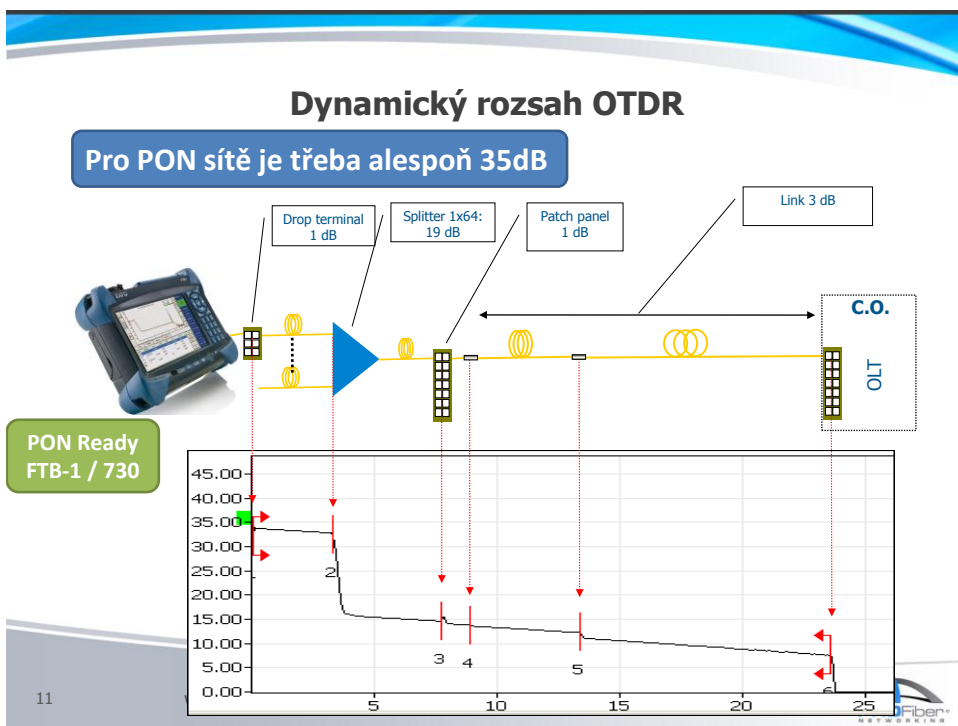 Dynamický rozsah OTDR
Pro PON sítě je třeba alespoň 35dB
Drop terminal
1 dB
Splitter 1x64:
19 dB
Patch panel
1 dB
Link 3 dB
C.O.
OLT
PON Ready
FTB-1 / 730
45.00
40.00
35.00
30.00
25.00
20.00
15.00
10.00
5.00
0.00
2
3
4
5
6
5
10
15
20
25
11
Fiber
NETWORKING